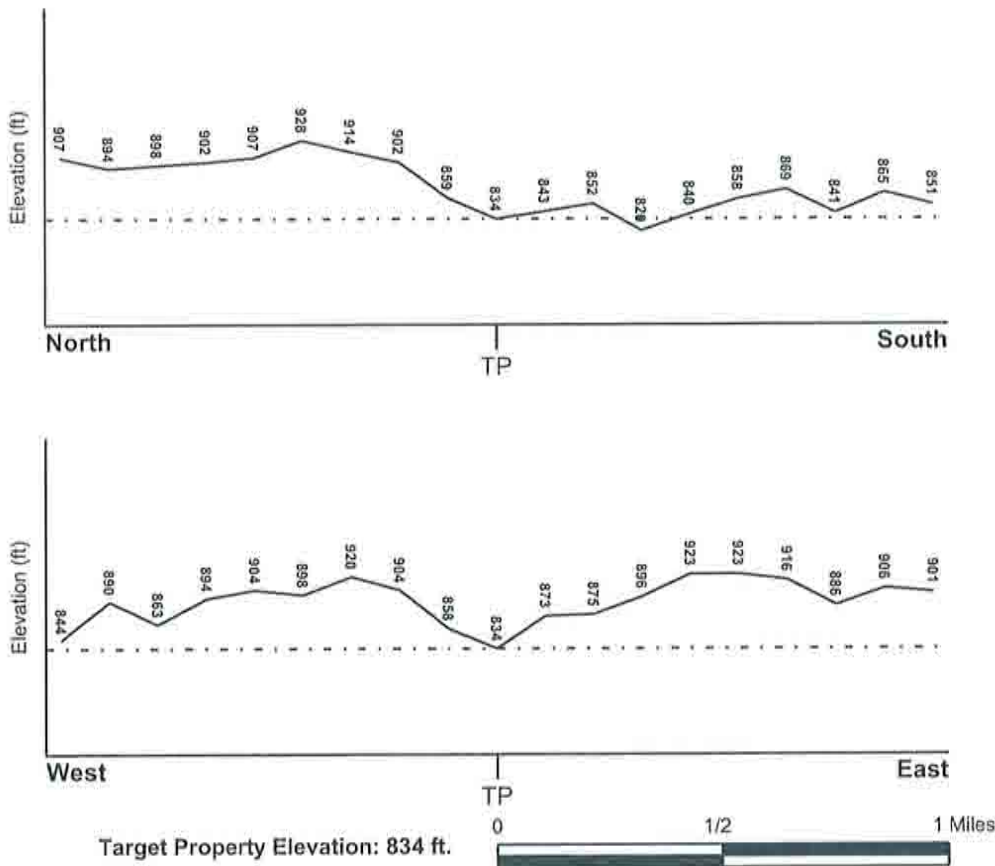 Elevation (ft)
907 894 898 902 907 928 914 902 859 834 843 852 820 840 858 869 841 865 851
North South
TP
Elevation (ft)
844 890 863 894 904 898 920 904 858 834 873 875 896 923 923 916 886 906 901
West East
TP
Target Property Elevation: 834 ft.
0 1/2 1 Miles